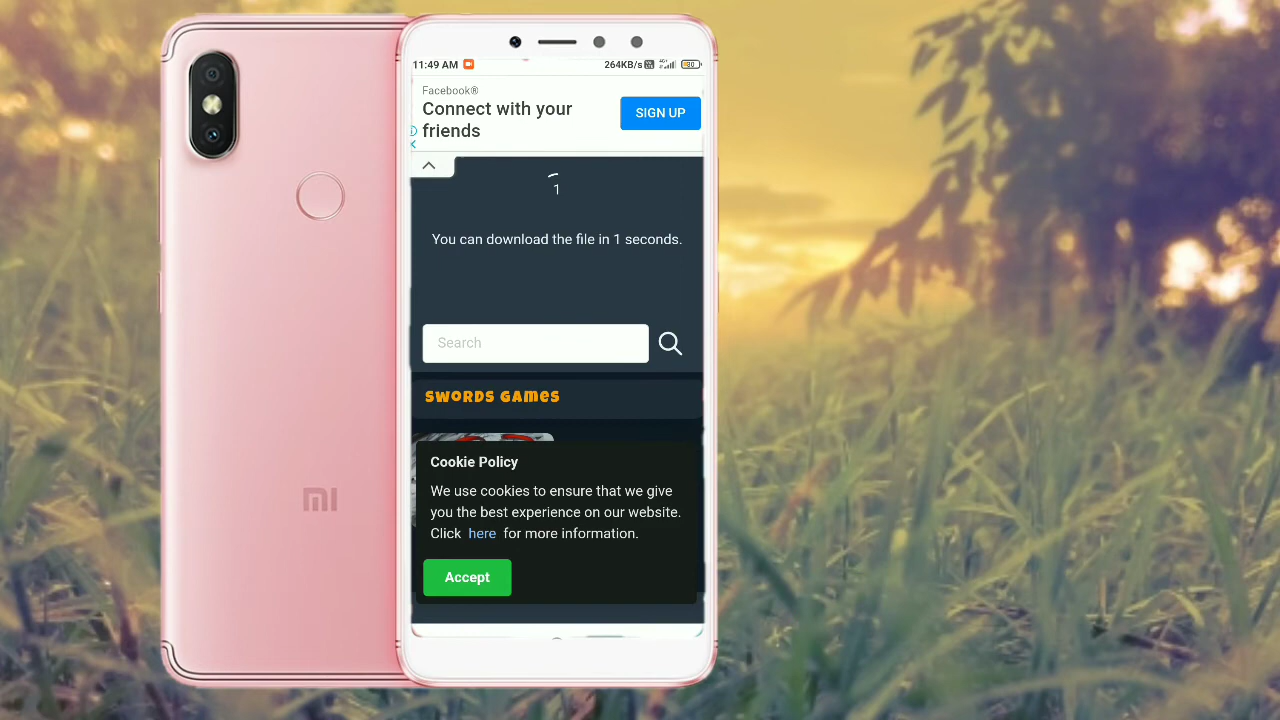 11:49 AM
264KB/s
4G+
80
Facebook®
Connect with your
friends
SIGN UP
1
You can download the file in 1 seconds.
Search
SWORDS GAMES
Cookie Policy
We use cookies to ensure that we give
you the best experience on our website.
Click here for more information.
Accept
MI